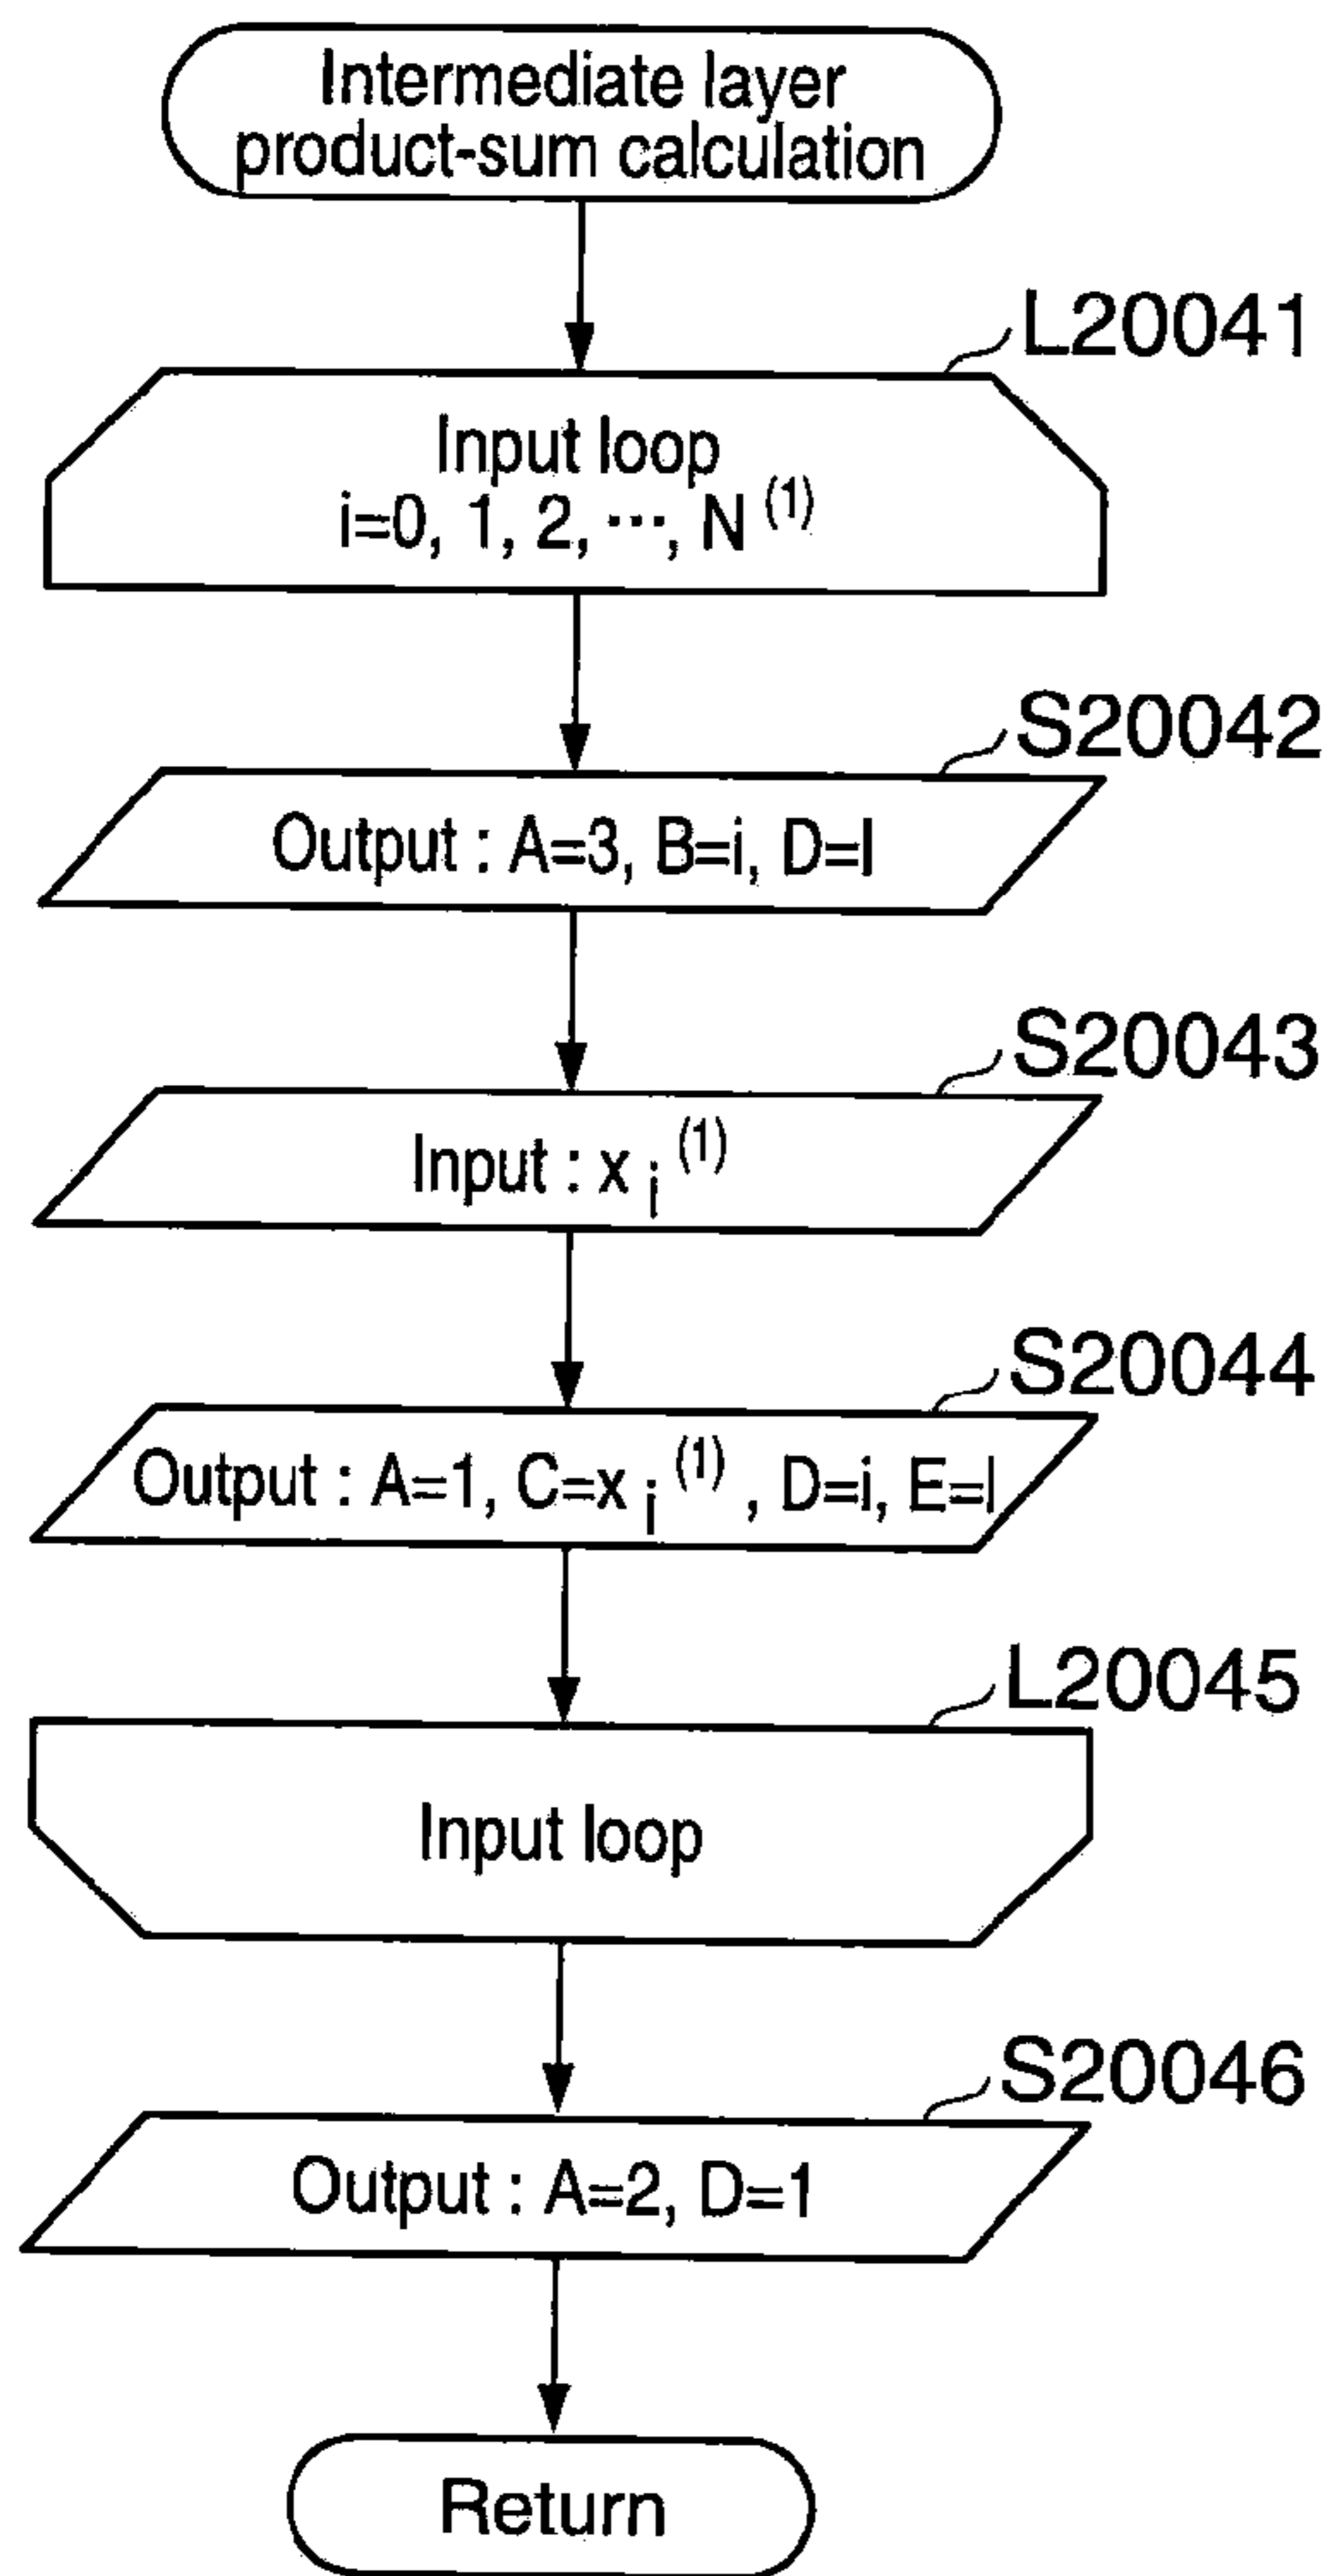 Intermediate layer
product-sum calculation
L20041
Input loop
i=0, 1, 2, ···, N (1)
S20042
Output : A=3, B=i, D=l
S20043
Input : x i (1)
S20044
Output : A=1, C=x i (1) , D=i, E=l
L20045
Input loop
S20046
Output : A=2, D=1
Return